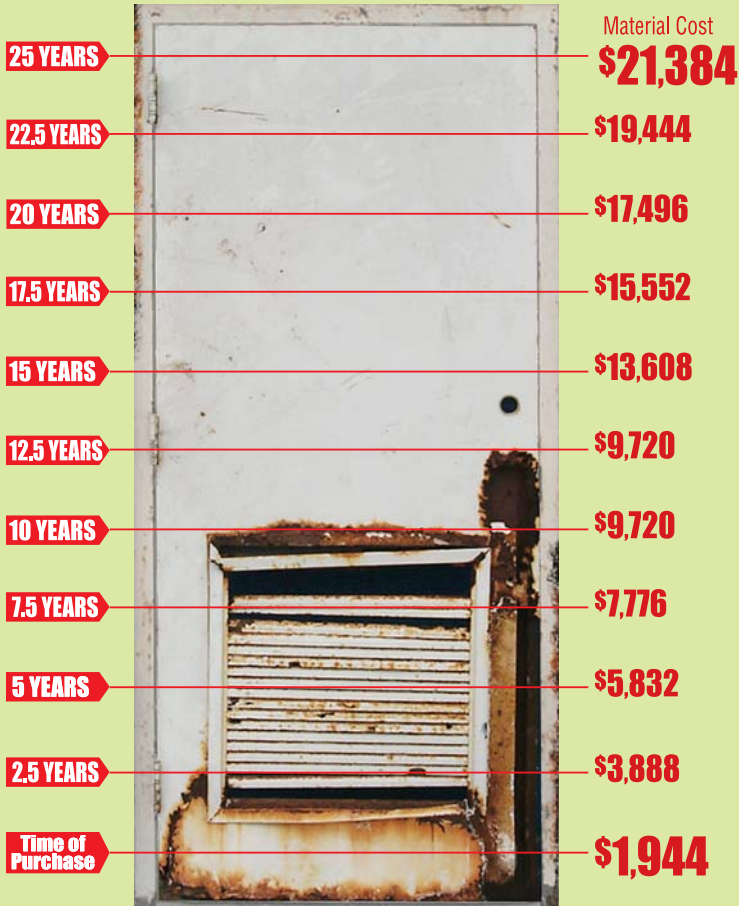 Material Cost
25 YEARS $21,384
22.5 YEARS $19,444
20 YEARS $17,496
17.5 YEARS $15,552
15 YEARS $13,608
12.5 YEARS $9,720
10 YEARS $9,720
7.5 YEARS $7,776
5 YEARS $5,832
2.5 YEARS $3,888
Time of
Purchase $1,944